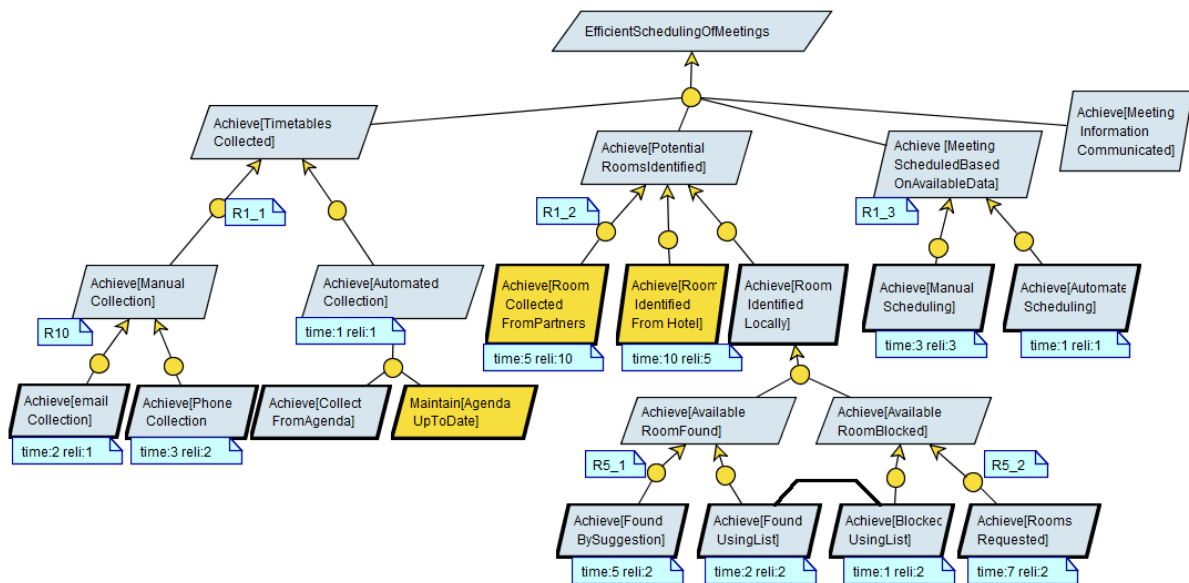 EfficientSchedulingOfMeetings
Achieve[Timetables
Collected]
Achieve[Potential
RoomsIdentified]
Achieve [Meeting
ScheduledBased
OnAvailableData]
Achieve[Meeting
Information
Communicated]
R1_1
R1_2
R1_3
Achieve[Manual
Collection]
Achieve[Automated
Collection]
Achieve[Room
Collected
FromPartners
Achieve[Room
Identified
From Hotel]
Achieve[Room
Identified
Locally]
Achieve[Manual
Scheduling]
Achieve[Automate
Scheduling]
R10
time:1 reli:1
time:5 reli:10
time:10 reli:5
time:3 reli:3
time:1 reli:1
Achieve[email
Collection]
Achieve[Phone
Collection
Achieve[Collect
FromAgenda]
Maintain[Agenda
UpToDate]
Achieve[Available
RoomFound]
Achieve[Available
RoomBlocked]
time:2 reli:1
time:3 reli:2
R5_1
R5_2
Achieve[Found
BySuggestion]
Achieve[Found
UsingList]
Achieve[Blocked
UsingList]
Achieve[Rooms
Requested]
time:5 reli:2
time:2 reli:2
time:1 reli:2
time:7 reli:2